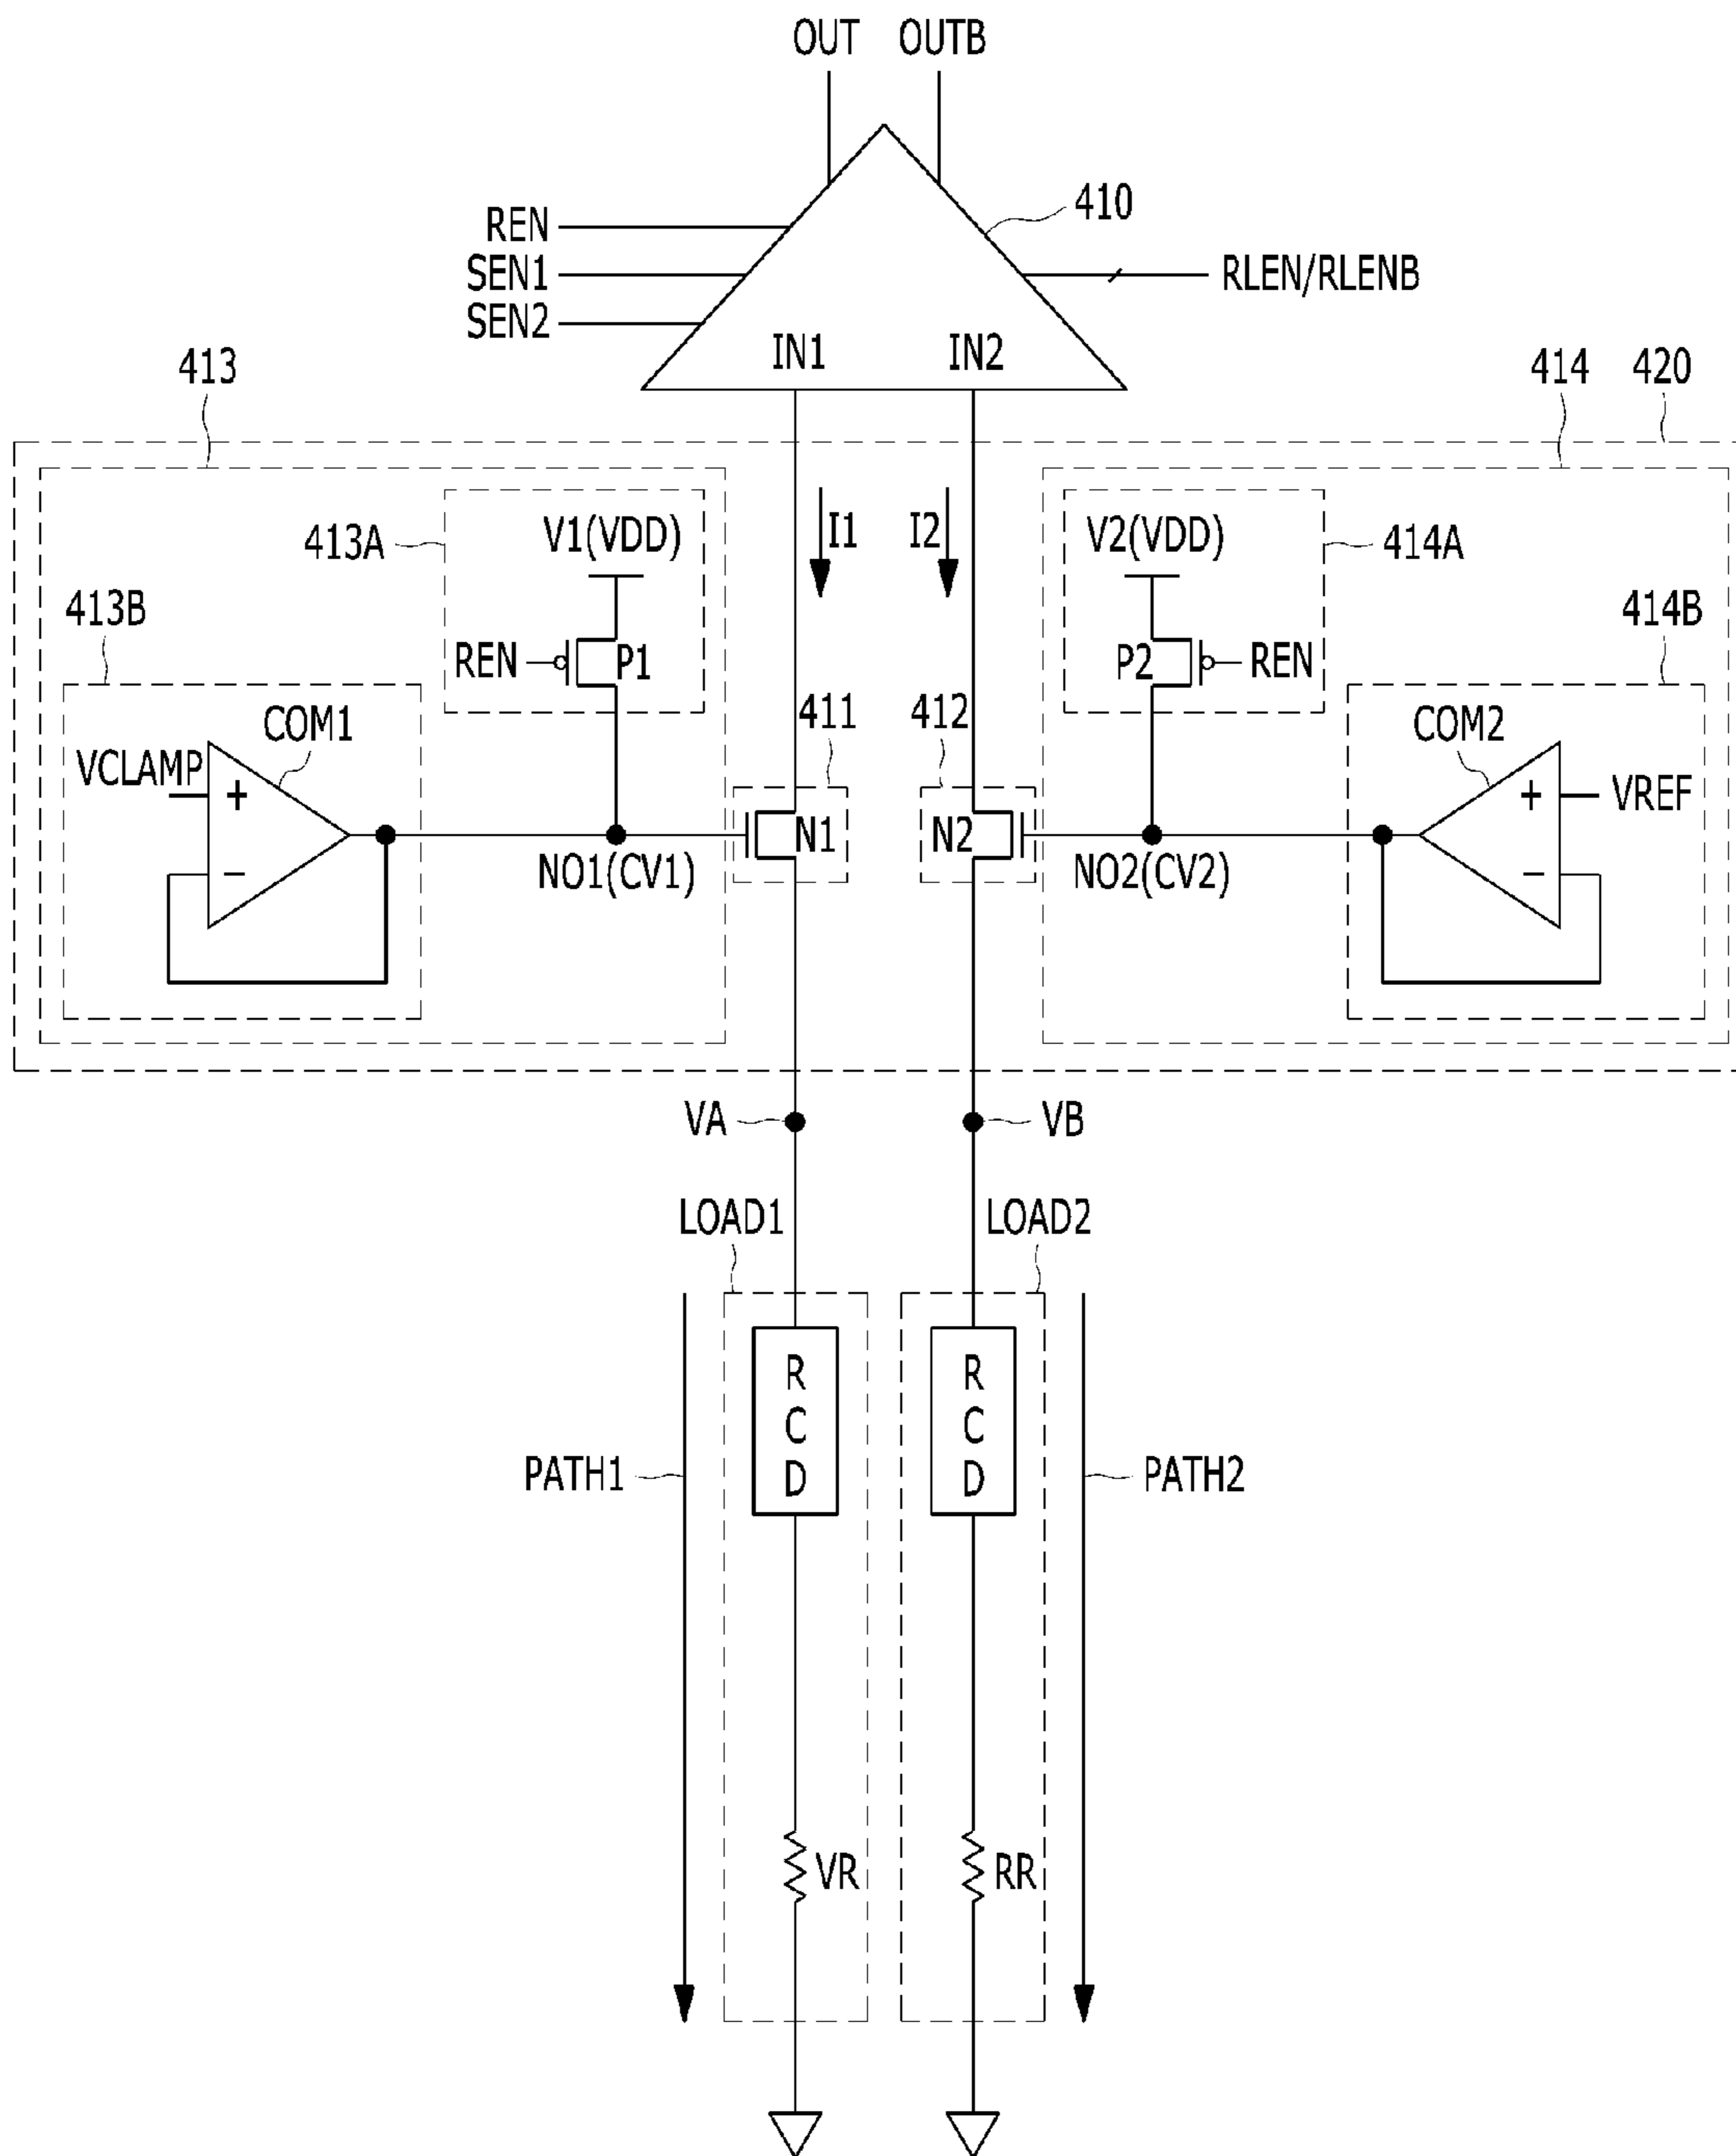 OUT OUTB
410
REN
SEN1
SEN2
RLEN/RLENB
IN1 IN2
413
414
420
413A
V1(VDD)
I1
I2
V2(VDD)
414A
413B
414B
REN
P1
P2
REN
COM1
411
412
COM2
VCLAMP
+
N1
N2
+
VREF
−
NO1(CV1)
NO2(CV2)
−
VA
VB
LOAD1
LOAD2
R
C
D
R
C
D
PATH1
PATH2
VR
RR